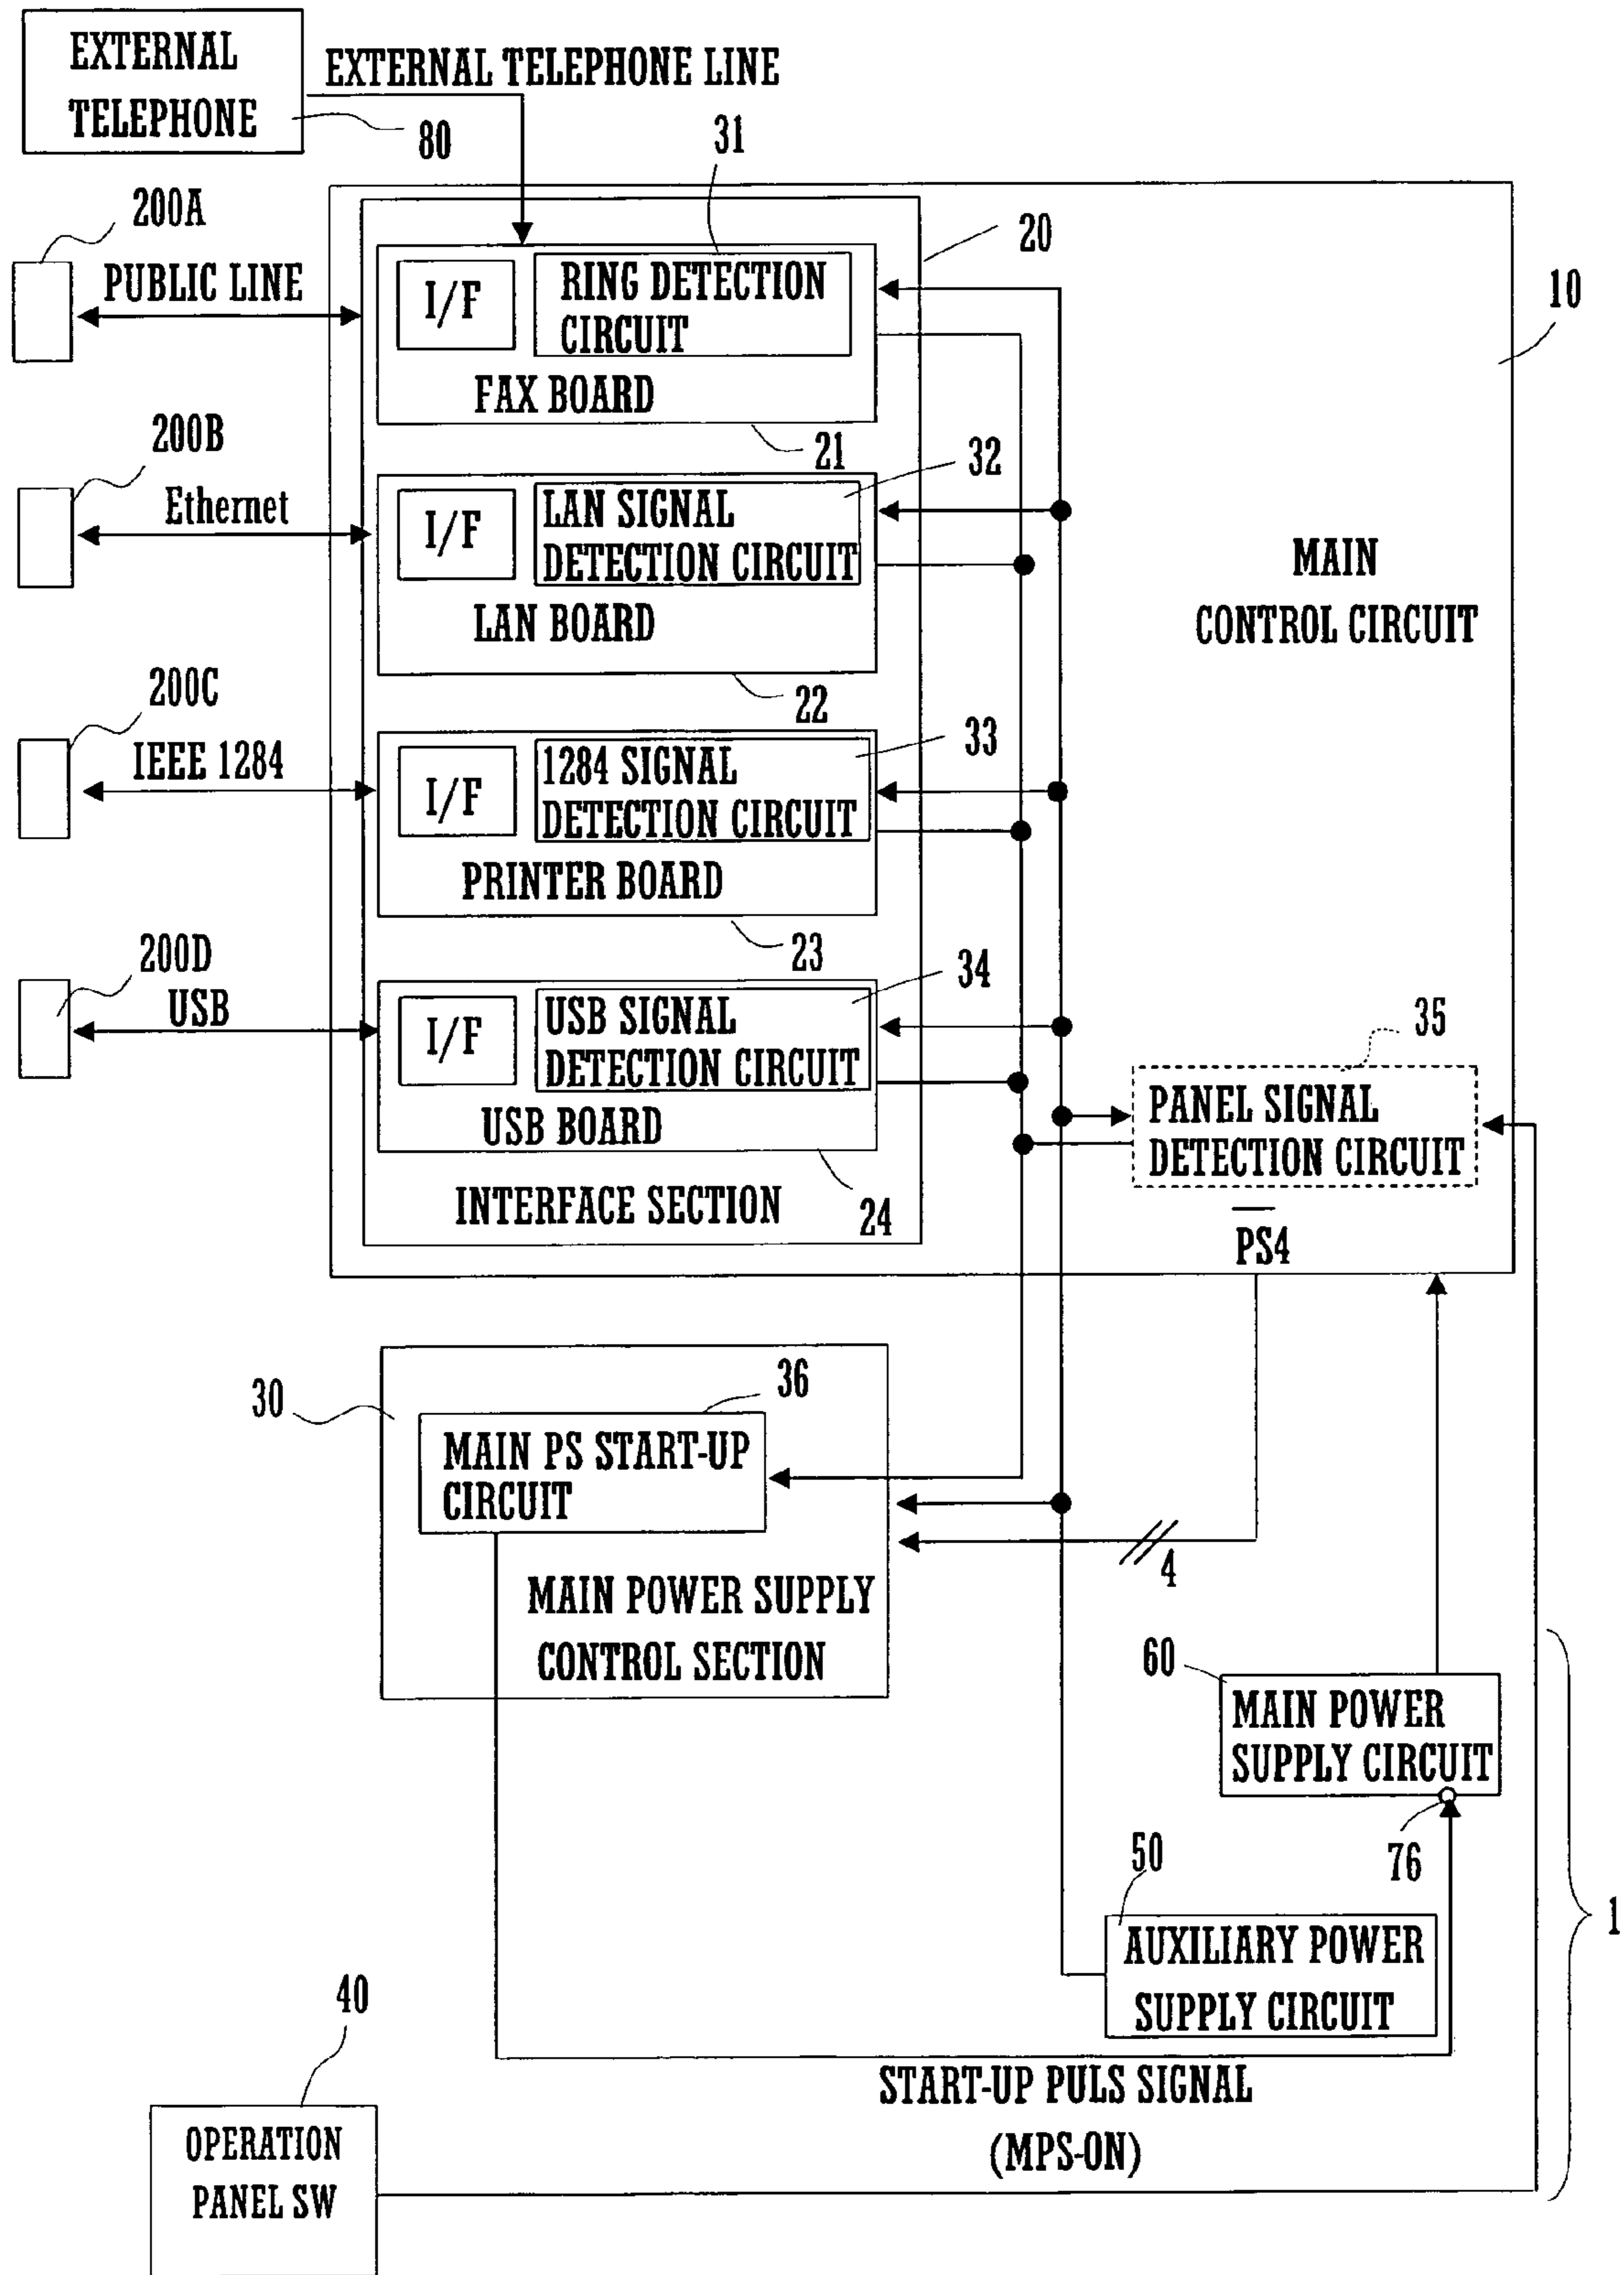 EXTERNAL
TELEPHONE
EXTERNAL TELEPHONE LINE
80
31
200A
PUBLIC LINE
20
10
I/F
RING DETECTION
CIRCUIT
FAX BOARD
21
200B
Ethernet
32
I/F
LAN SIGNAL
DETECTION CIRCUIT
LAN BOARD
22
MAIN
CONTROL CIRCUIT
200C
IEEE 1284
33
I/F
1284 SIGNAL
DETECTION CIRCUIT
PRINTER BOARD
23
200D
USB
34
I/F
USB SIGNAL
DETECTION CIRCUIT
USB BOARD
24
INTERFACE SECTION
35
PANEL SIGNAL
DETECTION CIRCUIT
P̅S̅4
30
36
MAIN PS START-UP
CIRCUIT
4
MAIN POWER SUPPLY
CONTROL SECTION
60
MAIN POWER
SUPPLY CIRCUIT
76
50
AUXILIARY POWER
SUPPLY CIRCUIT
1
START-UP PULS SIGNAL
(MPS-ON)
40
OPERATION
PANEL SW